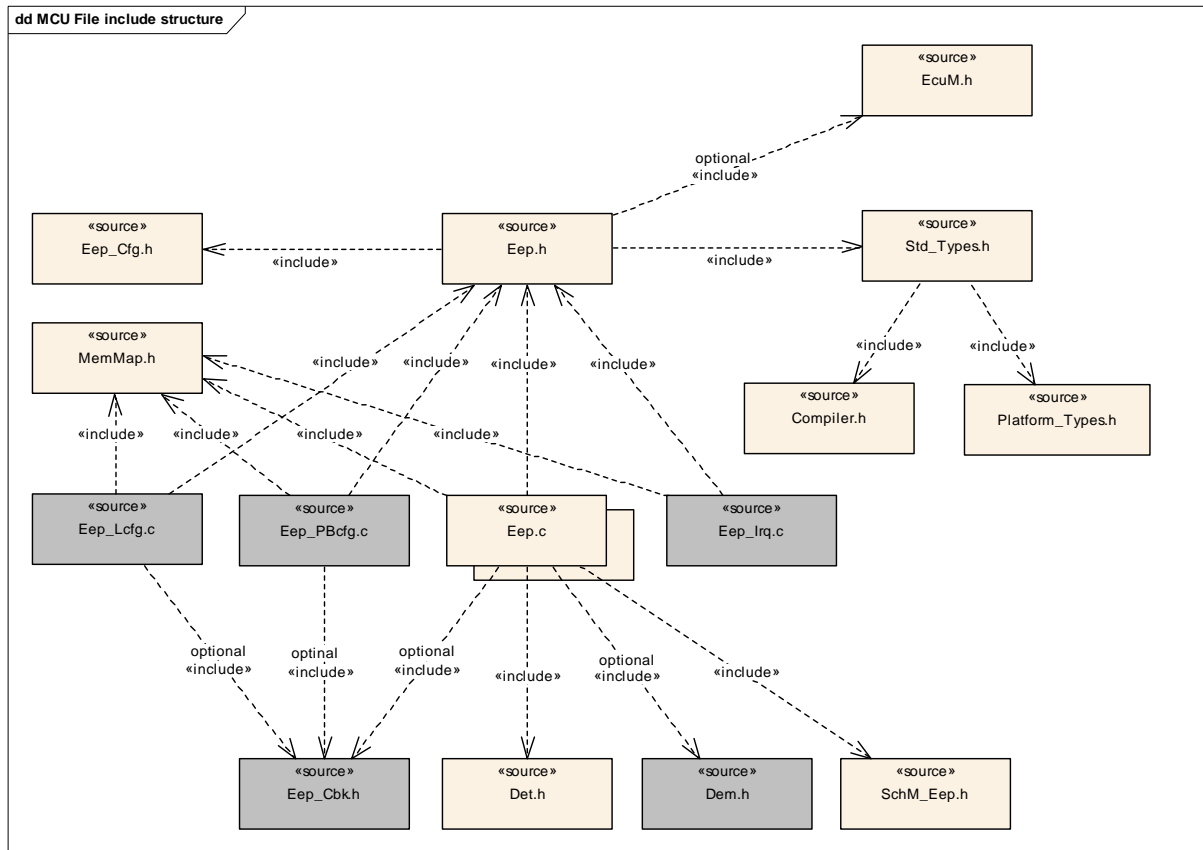 dd MCU File include structure
«source»
EcuM.h
optional
«include»
«source»
Eep_Cfg.h
«source»
Eep.h
«source»
Std_Types.h
«include»
«include»
«source»
MemMap.h
«include»
«include»
«include»
«include»
«include»
«include»
«source»
Compiler.h
«source»
Platform_Types.h
«include»
«include»
«include»
«include»
«source»
Eep_Lcfg.c
«source»
Eep_PBcfg.c
«source»
Eep.c
«source»
Eep_Irq.c
optional
«include»
optinal
«include»
optional
«include»
«include»
optional
«include»
«include»
«source»
Eep_Cbk.h
«source»
Det.h
«source»
Dem.h
«source»
SchM_Eep.h